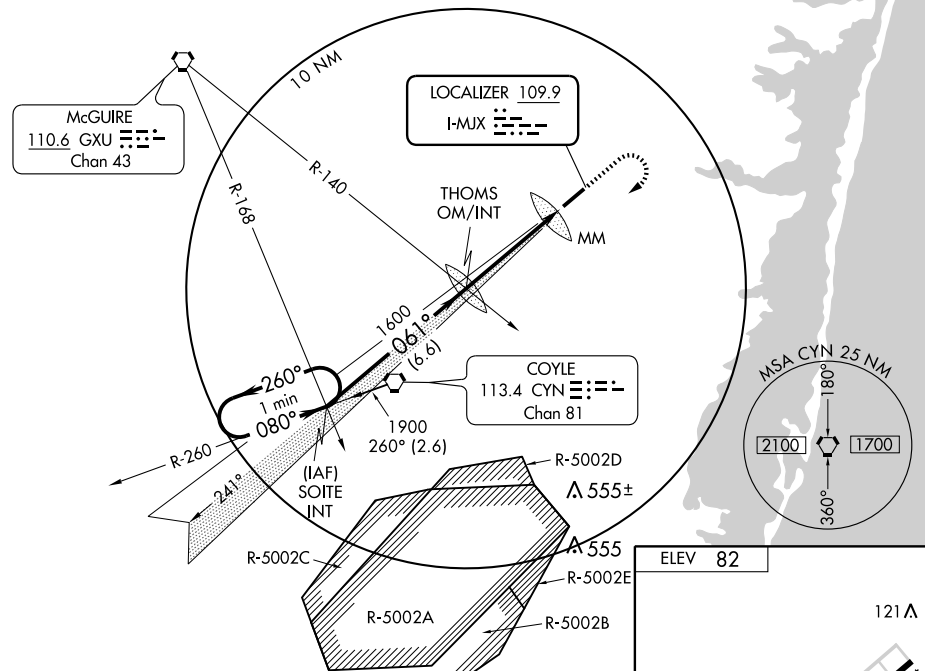 10 NM
McGUIRE
110.6 GXU
Chan 43
LOCALIZER 109.9
I-MJX
R-140
R-168
THOMS
OM/INT
MM
1600
061°
(6.6)
COYLE
113.4 CYN
Chan 81
260°
1 min
080°
1900
260° (2.6)
R-260
241°
(IAF)
SOITE
INT
MSA CYN 25 NM
180°
2100
1700
360°
R-5002D
555±
555
R-5002C
R-5002E
R-5002A
R-5002B
ELEV 82
121